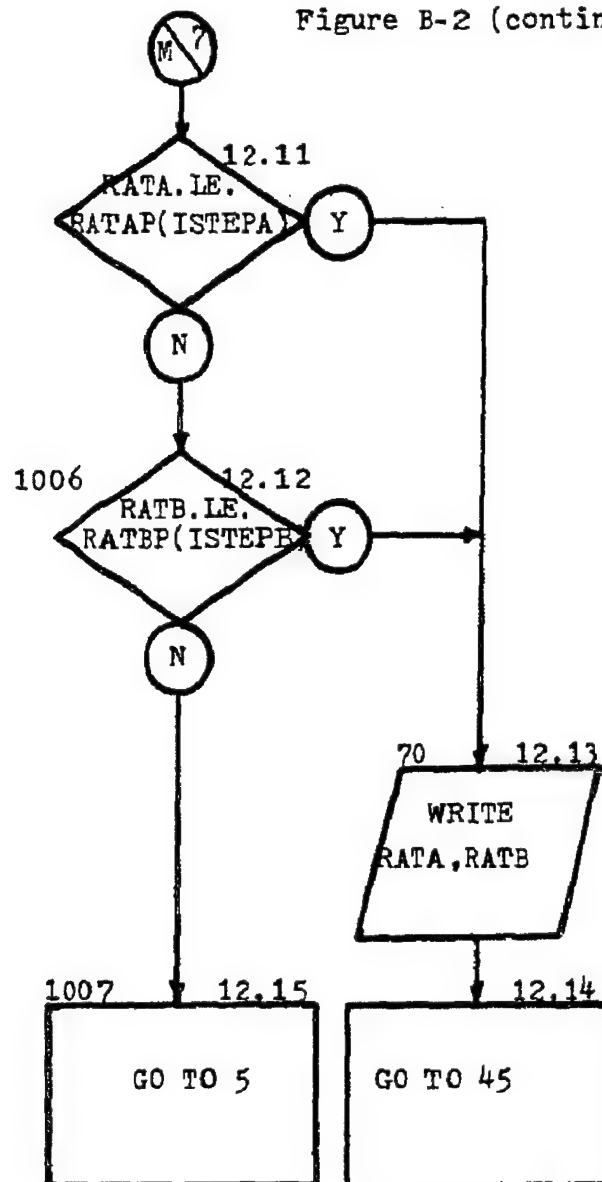 Figure B-2 (contin
M 7
12.11
RATA.LE.
RATAP(ISTEPA)
Y
N
1006
12.12
RATB.LE.
RATBP(ISTEPB)
Y
N
70 12.13
WRITE
RATA,RATB
1007 12.15
GO TO 5
12.14
GO TO 45